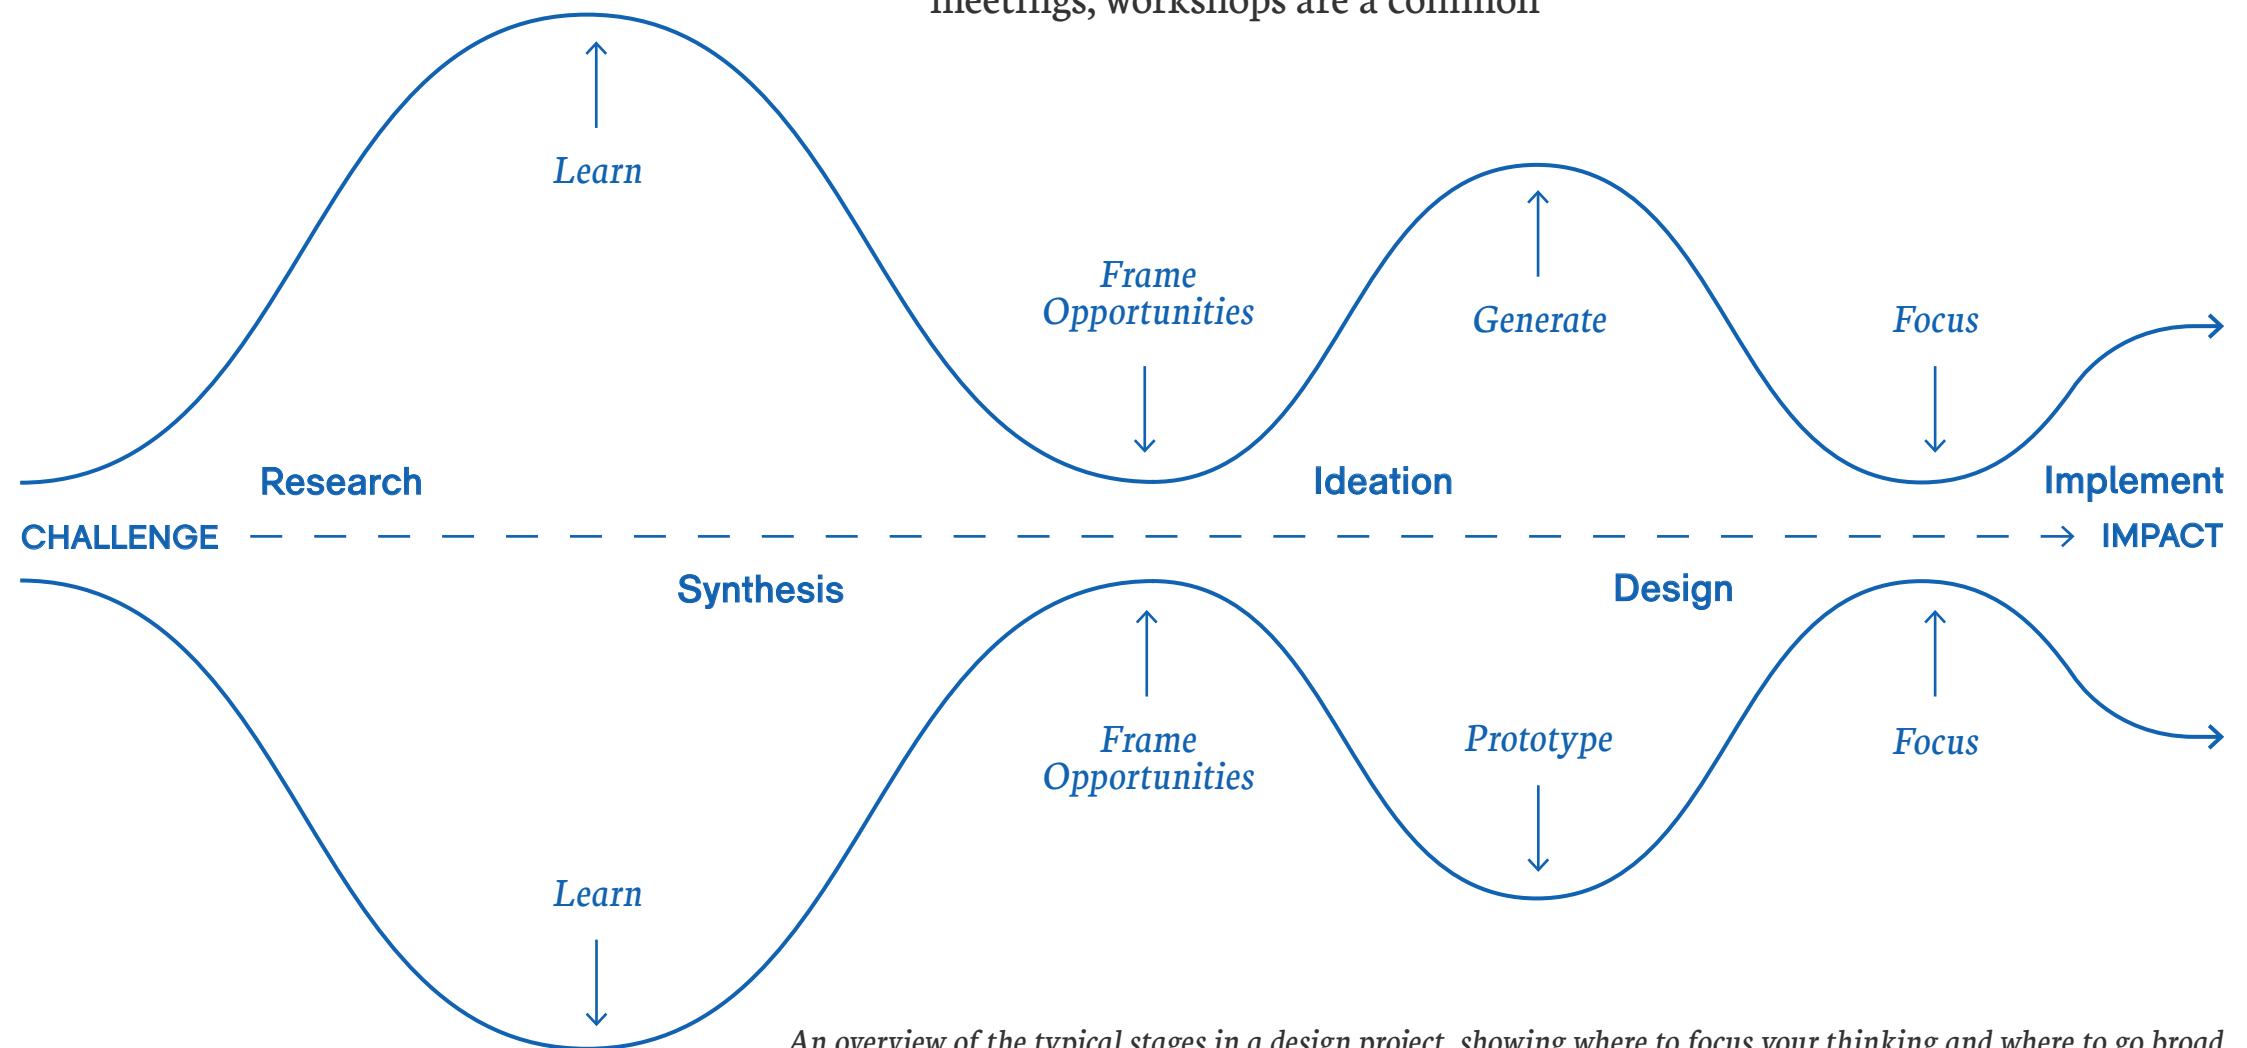 meetings, workshops are a common
Learn
Frame
Opportunities
Generate
Focus
Research
Ideation
Implement
CHALLENGE
IMPACT
Synthesis
Design
Frame
Opportunities
Prototype
Focus
Learn
An overview of the typical stages in a design project, showing where to focus your thinking and where to go broad